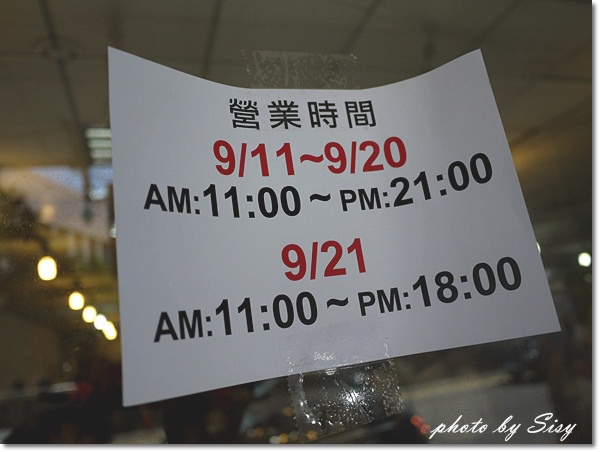 營業時間
9/11~9/20
AM:11:00 ~ PM:21:00
9/21
AM:11:00 ~ PM:18:00
photo by Sisy